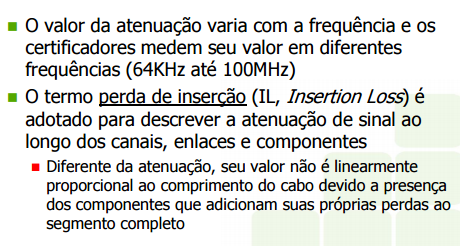 O valor da atenuação varia com a frequência e os
certificadores medem seu valor em diferentes
frequências (64KHz até 100MHz)
O termo perda de inserção (IL, Insertion Loss) é
adotado para descrever a atenuação de sinal ao
longo dos canais, enlaces e componentes
Diferente da atenuação, seu valor não é linearmente
proporcional ao comprimento do cabo devido a presença
dos componentes que adicionam suas próprias perdas ao
segmento completo